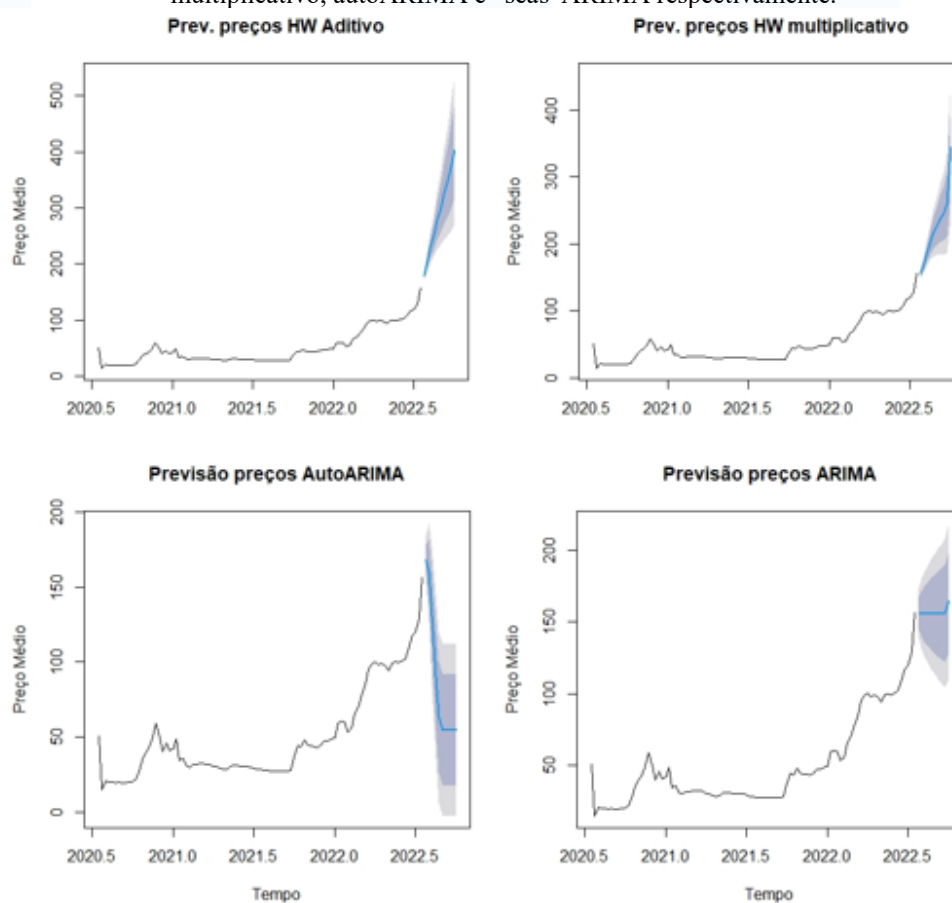 multiplicativo, autoARIMA e  seas  ARIMA respectivamente.
Prev. preços HW Aditivo
Preço Médio
500
400
300
200
100
0
2020.5 2021.0 2021.5 2022.0 2022.5
Prev. preços HW multiplicativo
Preço Médio
400
300
200
100
0
2020.5 2021.0 2021.5 2022.0 2022.5
Previsão preços AutoARIMA
Preço Médio
200
150
100
50
0
2020.5 2021.0 2021.5 2022.0 2022.5
Tempo
Previsão preços ARIMA
Preço Médio
200
150
100
50
2020.5 2021.0 2021.5 2022.0 2022.5
Tempo